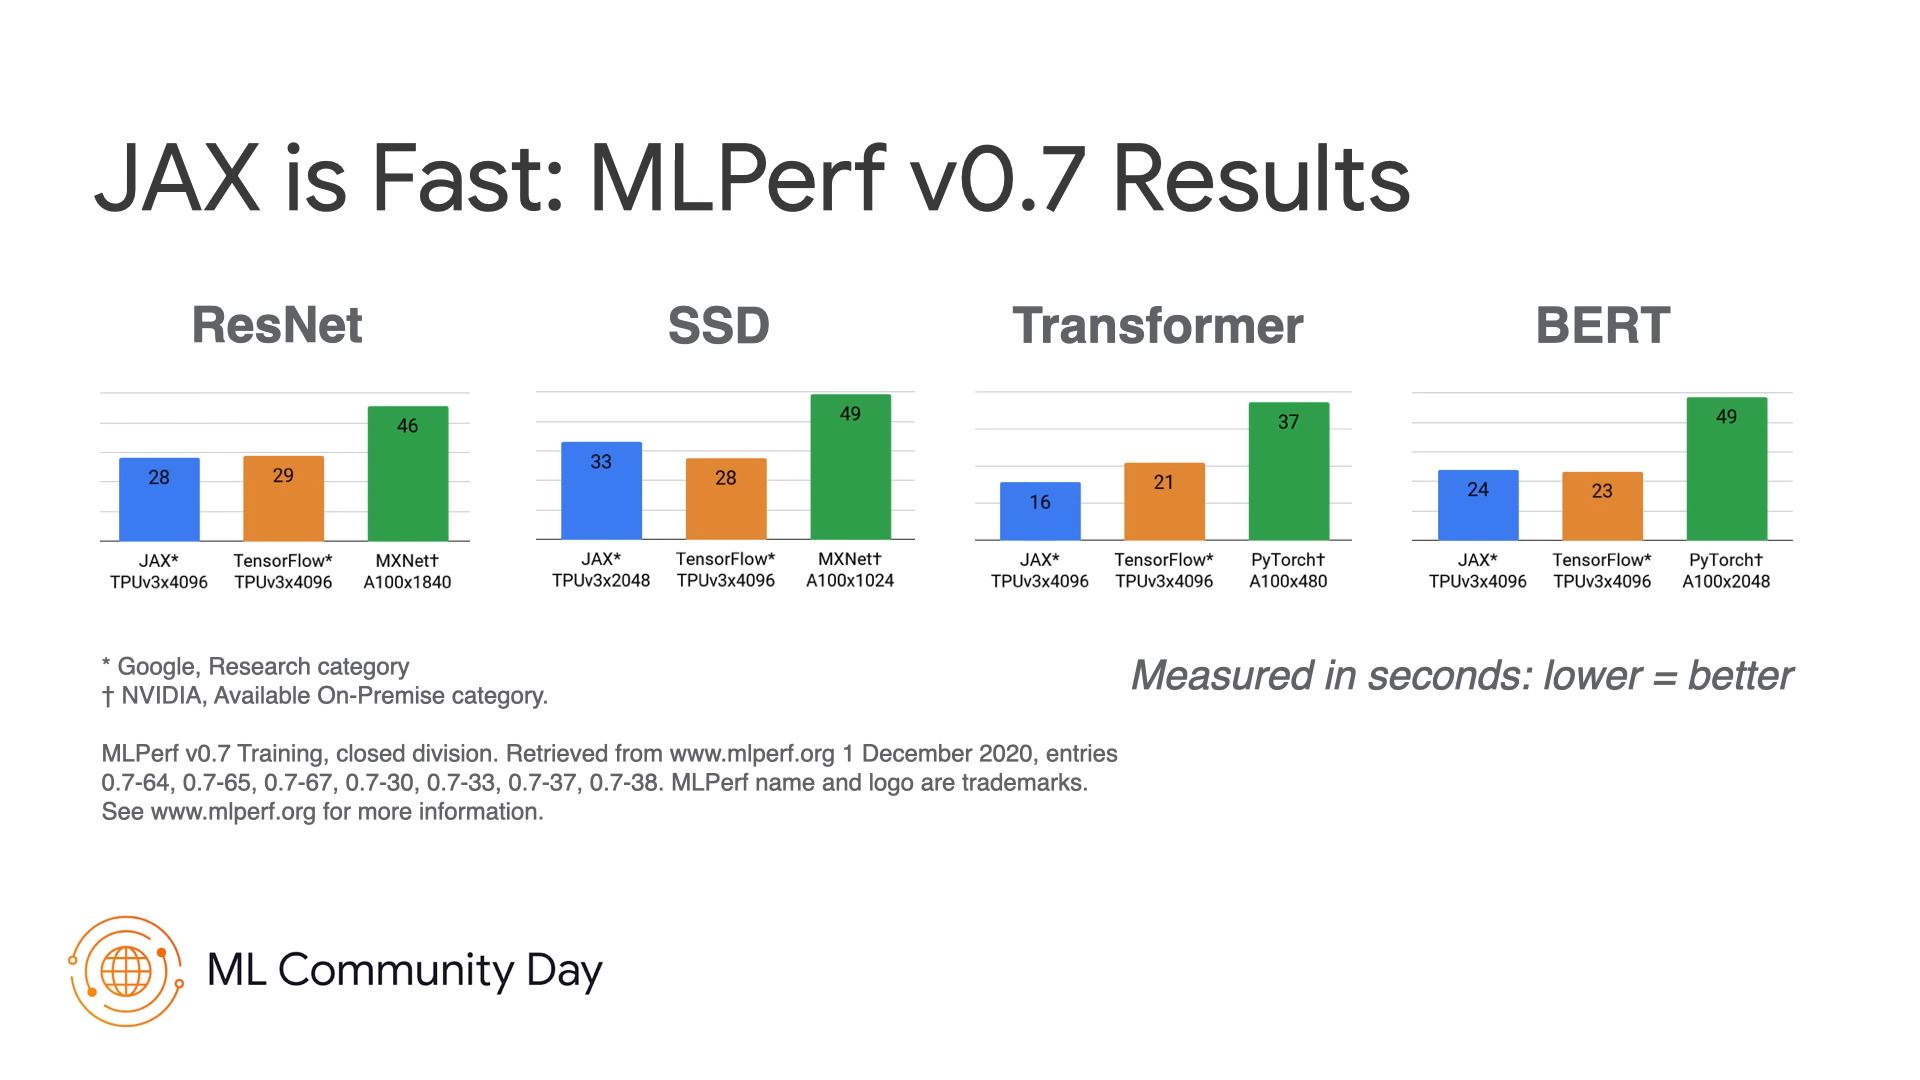 JAX is Fast: MLPerf v0.7 Results
ResNet
46
28
29
JAX*
TPUv3x4096
TensorFlow*
TPUv3x4096
MXNet†
A100x1840
SSD
49
33
28
JAX*
TPUv3x2048
TensorFlow*
TPUv3x4096
MXNet†
A100x1024
Transformer
37
21
16
JAX*
TPUv3x4096
TensorFlow*
TPUv3x4096
PyTorch†
A100x480
BERT
49
24
23
JAX*
TPUv3x4096
TensorFlow*
TPUv3x4096
PyTorch†
A100x2048
* Google, Research category
† NVIDIA, Available On-Premise category.
Measured in seconds: lower = better
MLPerf v0.7 Training, closed division. Retrieved from www.mlperf.org 1 December 2020, entries
0.7-64, 0.7-65, 0.7-67, 0.7-30, 0.7-33, 0.7-37, 0.7-38. MLPerf name and logo are trademarks.
See www.mlperf.org for more information.
ML Community Day